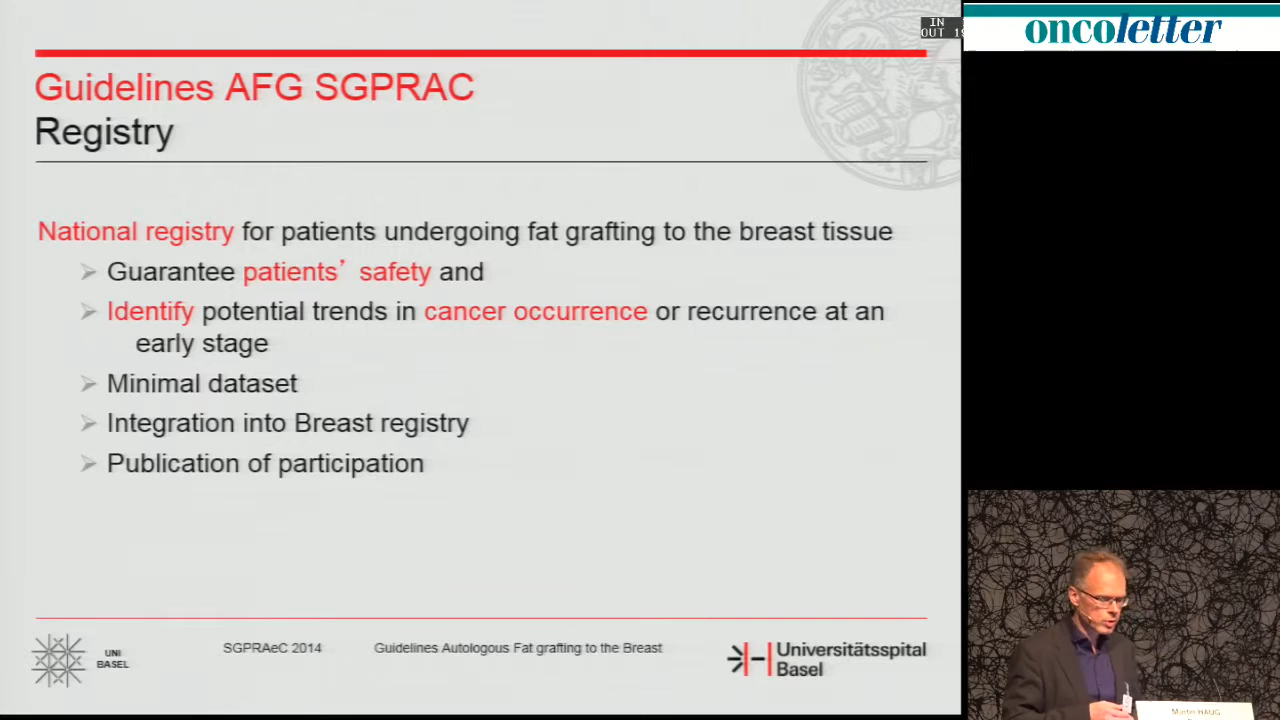 IN
OUT 19
oncoletter
Guidelines AFG SGPRAC
Registry
National registry for patients undergoing fat grafting to the breast tissue
Guarantee patients’ safety and
Identify potential trends in cancer occurrence or recurrence at an
early stage
Minimal dataset
Integration into Breast registry
Publication of participation
UNI
BASEL
SGPRAeC 2014
Guidelines Autologous Fat grafting to the Breast
Universitätsspital
Basel
Martin HAUG